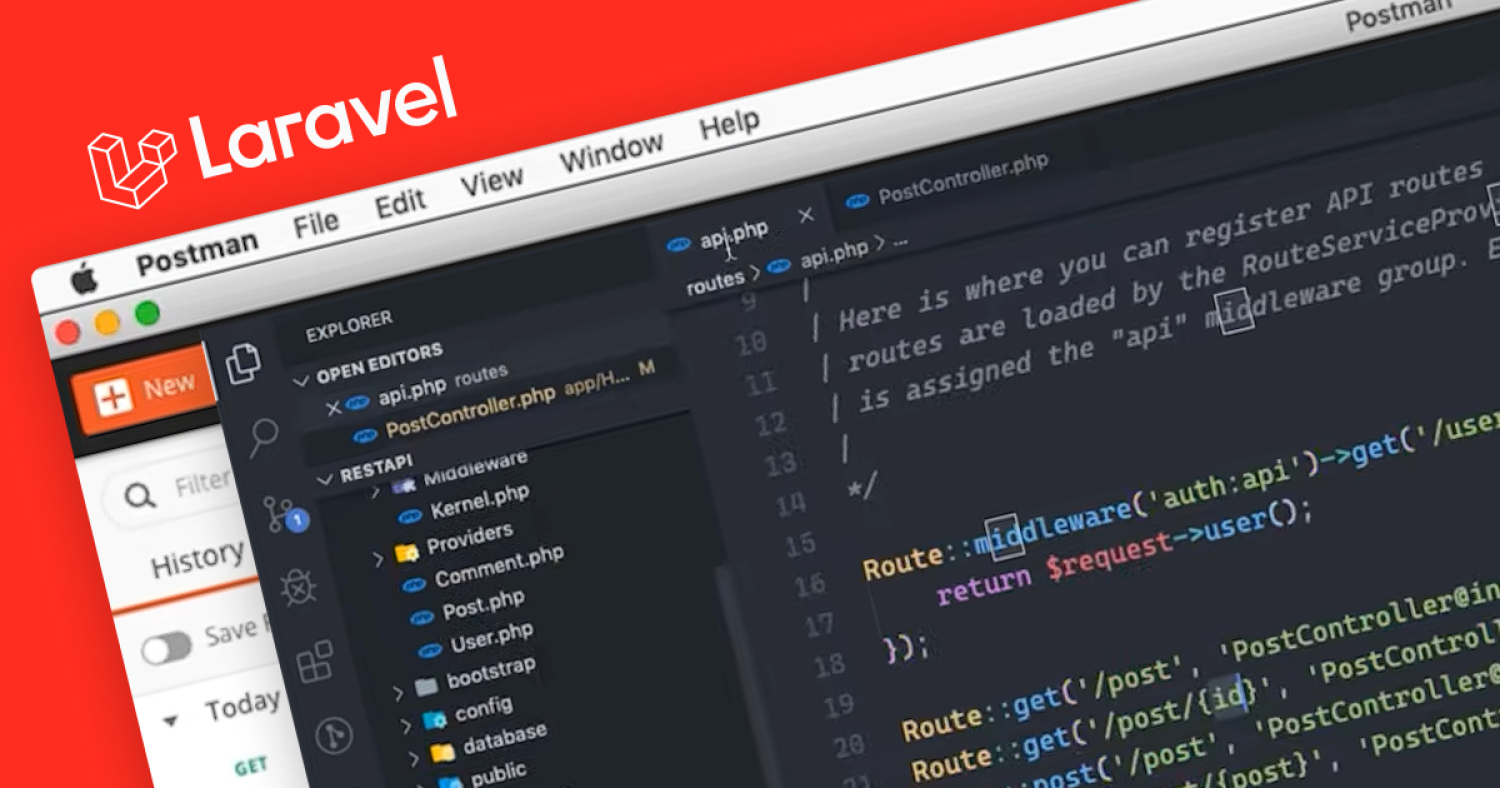 Laravel
Postman File Edit View Window Help
Postman
New
Filter
History
Save
Today
GET
EXPLORER
OPEN EDITORS
api.php routes
PostController.php app/H... M
RESTAPI
Middleware
Kernel.php
Providers
Comment.php
Post.php
User.php
bootstrap
config
database
public
1
api.php
PostController.php
routes > api.php > ...
9 |
10 | Here is where you can register API routes
11 | routes are loaded by the RouteServiceProv
12 | is assigned the "api" middleware group. E
13 |
14 */
15
16 Route::middleware('auth:api')->get('/user
17 return $request->user();
18 });
19
20 Route::get('/post', 'PostController@in
21 Route::get('/post/{id}', 'PostControl
::post('/post', 'PostController@
/{post}', 'PostCont